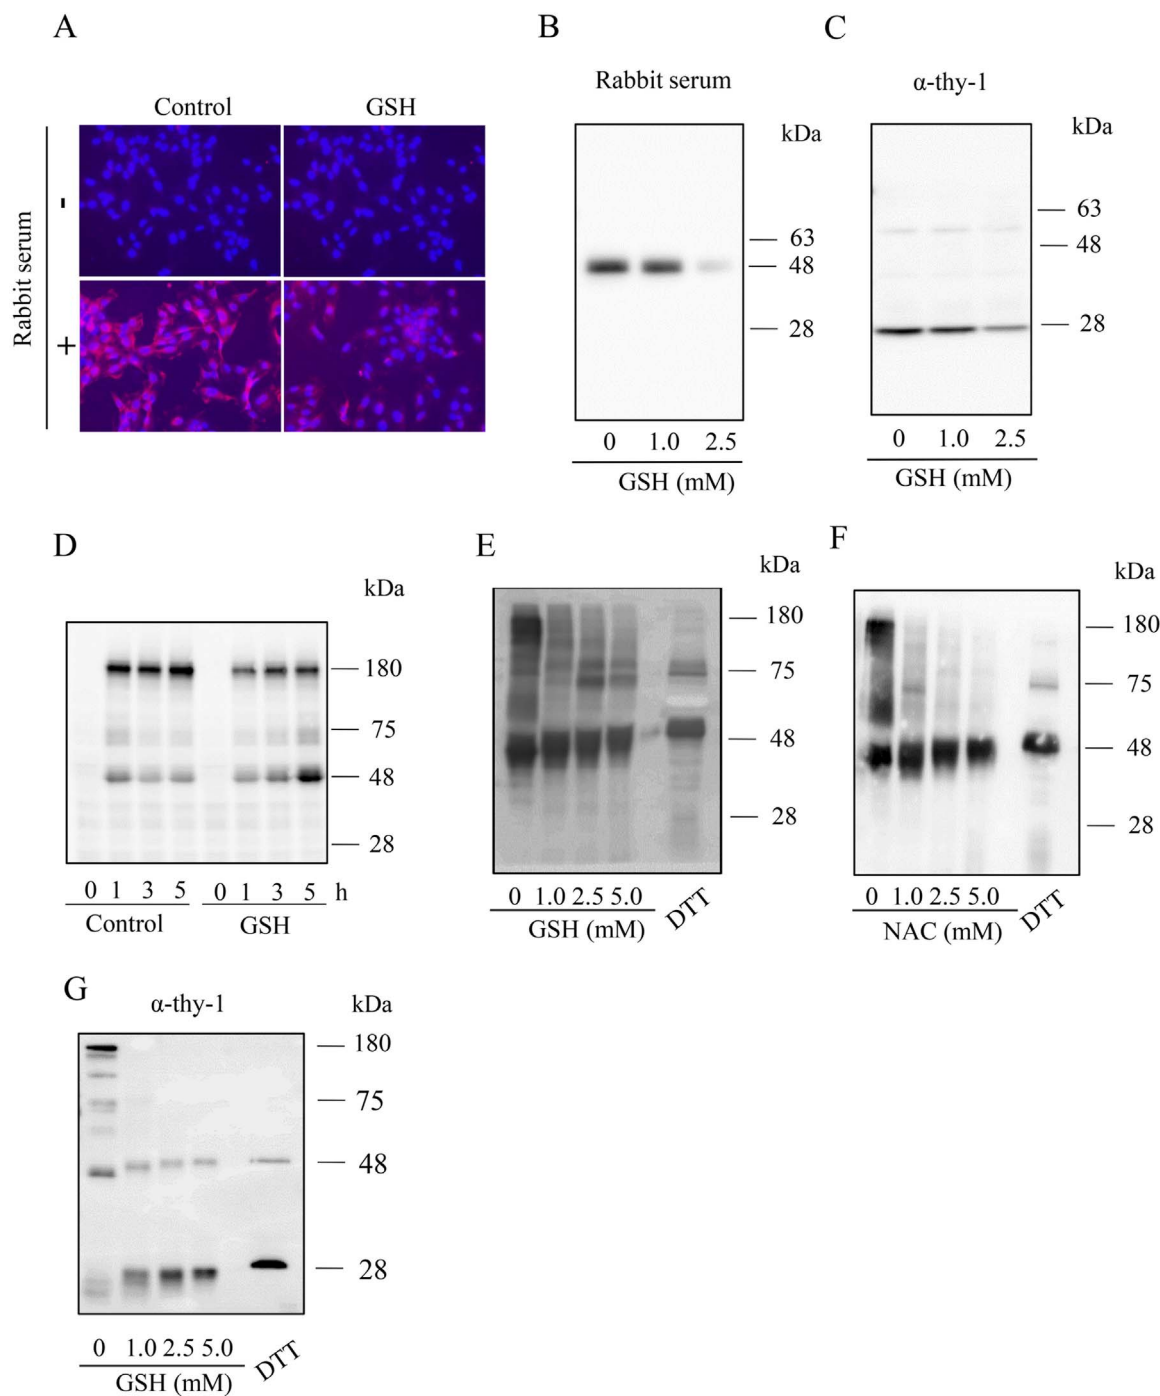 A
Control GSH
Rabbit serum
-
+
B
Rabbit serum
kDa
63
48
28
0 1.0 2.5
GSH (mM)
C
α-thy-1
kDa
63
48
28
0 1.0 2.5
GSH (mM)
D
kDa
180
75
48
28
0 1 3 5 0 1 3 5 h
Control GSH
E
kDa
180
75
48
28
0 1.0 2.5 5.0 DTT
GSH (mM)
F
kDa
180
75
48
28
0 1.0 2.5 5.0 DTT
NAC (mM)
G
α-thy-1 kDa
180
75
48
28
0 1.0 2.5 5.0 DTT
GSH (mM)